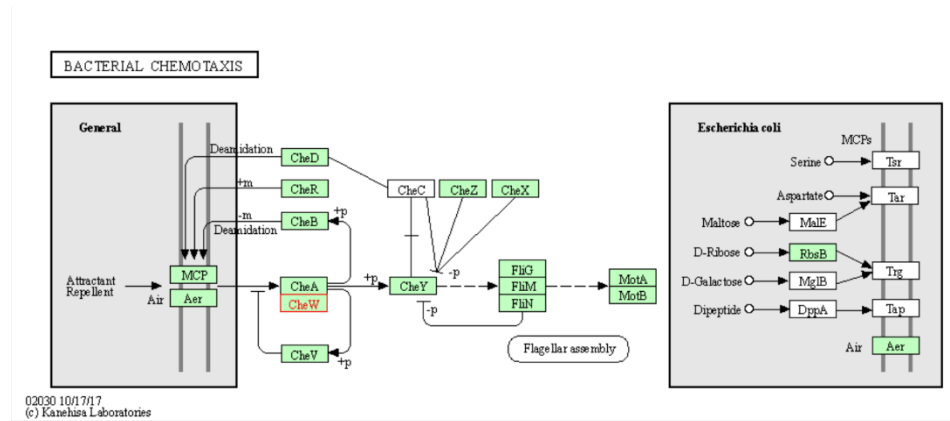 BACTERIAL CHEMOTAXIS
General
Deamidation
CheD
+m
CheR
-m
Deamidation
CheB
+p
MCP
Attractant
Repellent
Air
Aer
CheA
CheW
+p
CheV
+p
CheC
CheZ
CheX
-p
CheY
-p
FliG
FliM
FliN
MotA
MotB
Flagellar assembly
Escherichia coli
MCPs
Serine
Tsr
Aspartate
Tar
Maltose
MalE
D-Ribose
RbsB
Trg
D-Galactose
MglB
Dipeptide
DppA
Tap
Air
Aer
02030 10/17/17
(c) Kanehisa Laboratories